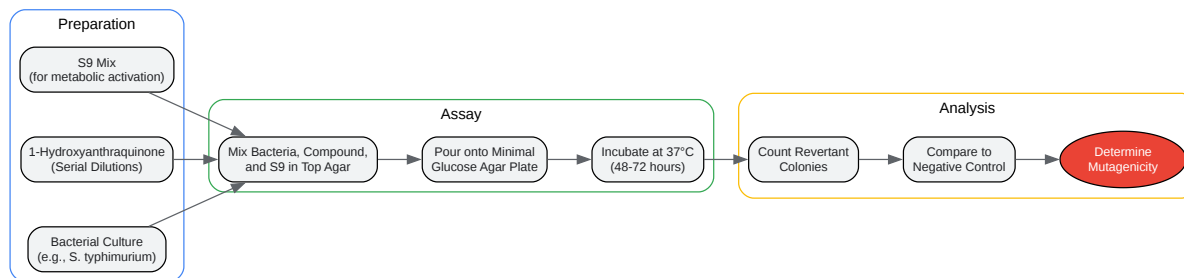 Preparation
S9 Mix
(for metabolic activation)
1-Hydroxyanthraquinone
(Serial Dilutions)
Bacterial Culture
(e.g., S. typhimurium)
Assay
Mix Bacteria, Compound,
and S9 in Top Agar
Pour onto Minimal
Glucose Agar Plate
Incubate at 37°C
(48-72 hours)
Analysis
Count Revertant
Colonies
Compare to
Negative Control
Determine
Mutagenicity